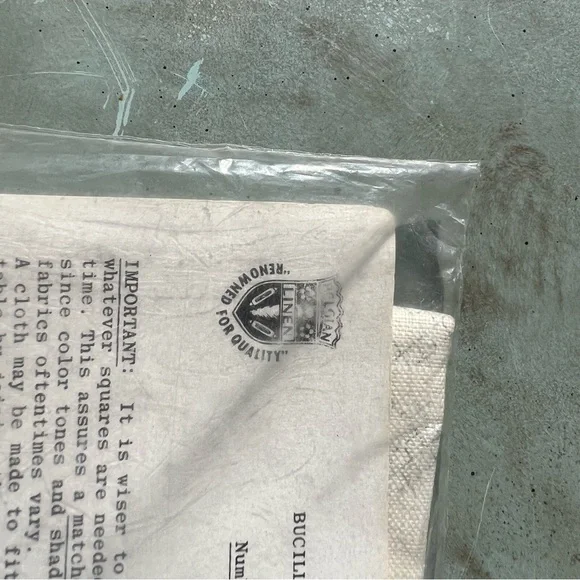 BELGIAN
LINEN
"RENOWNED FOR QUALITY"
BUCILL
Num
IMPORTANT: It is wiser to
whatever squares are neede
time. This assures a match
since color tones and shad
fabrics oftentimes vary.
A cloth may be made to fit